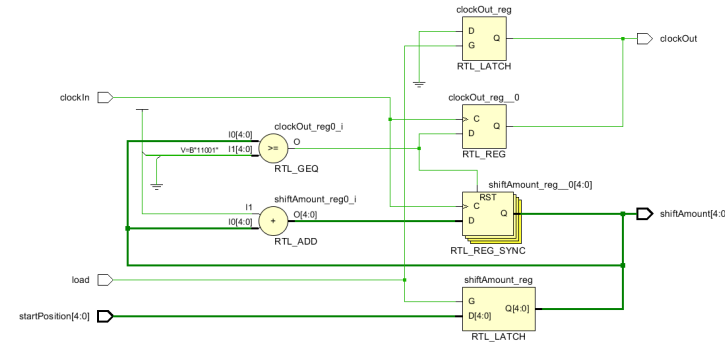 clockOut_reg
D
G
Q
RTL_LATCH
clockOut
clockIn
clockOut_reg__0
C
D
Q
RTL_REG
clockOut_reg0_i
I0[4:0]
V=B"11001"
I1[4:0]
>=
O
RTL_GEQ
shiftAmount_reg__0[4:0]
RST
C
D
Q
RTL_REG_SYNC
shiftAmount[4:0
shiftAmount_reg0_i
I1
I0[4:0]
+
O[4:0]
RTL_ADD
load
shiftAmount_reg
G
D[4:0]
Q[4:0]
RTL_LATCH
startPosition[4:0]